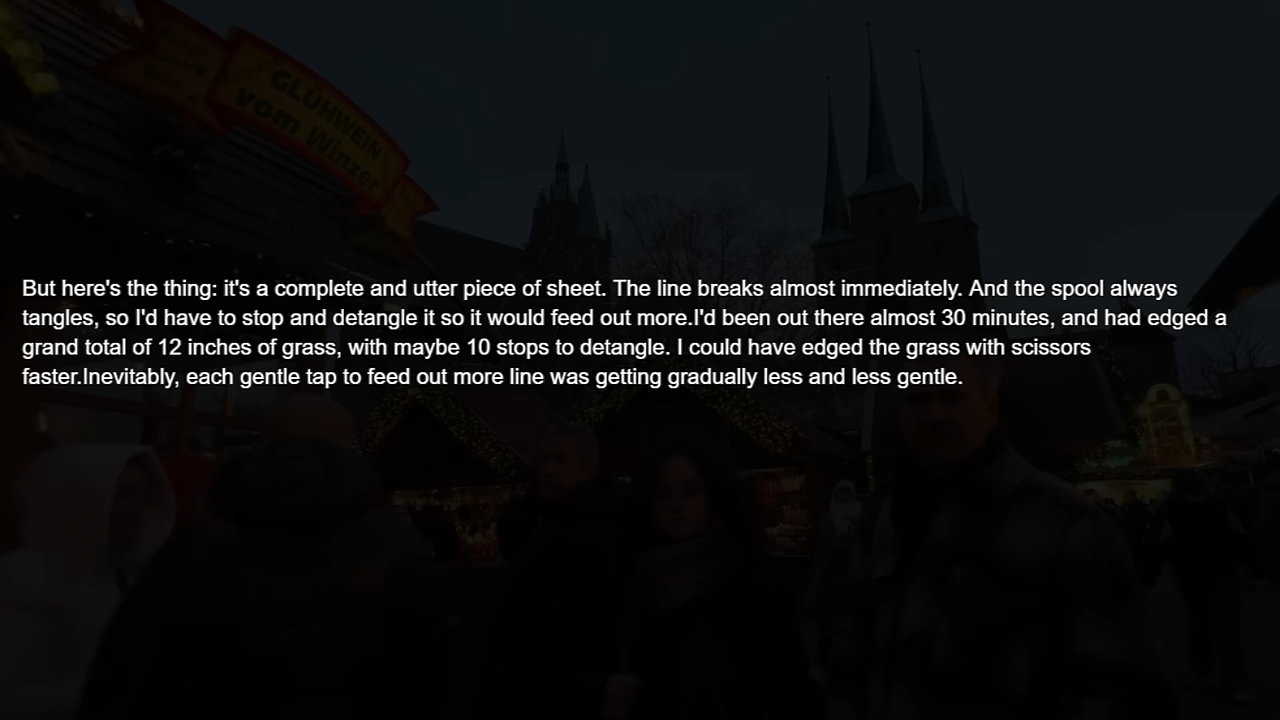 GLÜHWEIN
vom Winzer
But here's the thing: it's a complete and utter piece of sheet. The line breaks almost immediately. And the spool always
tangles, so I'd have to stop and detangle it so it would feed out more.I'd been out there almost 30 minutes, and had edged a
grand total of 12 inches of grass, with maybe 10 stops to detangle. I could have edged the grass with scissors
faster.Inevitably, each gentle tap to feed out more line was getting gradually less and less gentle.